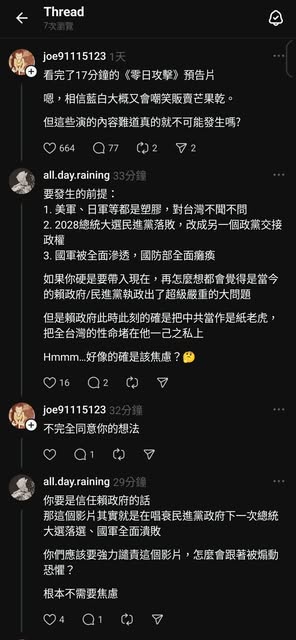 Thread
7次瀏覽
joe91115123 1天
看完了17分鐘的《零日攻擊》預告片
嗯，相信藍白大概又會嘲笑販賣芒果乾。
但這些演的內容難道真的就不可能發生嗎?
664 77 2 2
all.day.raining 33分鐘
要發生的前提：
1. 美軍、日軍等都是塑膠，對台灣不聞不問
2. 2028總統大選民進黨落敗，改成另一個政黨交接
政權
3. 國軍被全面滲透，國防部全面癱瘓
如果你硬是要帶入現在，再怎麼想都會覺得是當今
的賴政府/民進黨執政出了超級嚴重的大問題
但是賴政府此時此刻的確是把中共當作是紙老虎，
把全台灣的性命堵在他一己之私上
Hmmm...好像的確是該焦慮？🤔
16 2
joe91115123 32分鐘
不完全同意你的想法
1
all.day.raining 29分鐘
你要是信任賴政府的話
那這個影片其實就是在唱衰民進黨政府下一次總統
大選落選、國軍全面潰敗
你們應該要強力譴責這個影片，怎麼會跟著被煽動
恐懼？
根本不需要焦慮
4 1